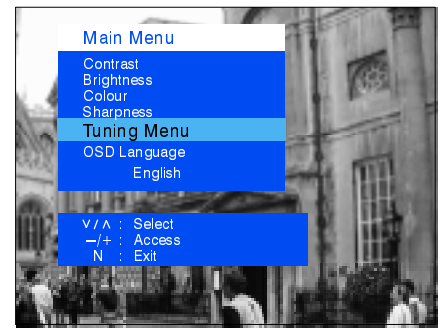 Main Menu
Contrast
Brightness
Colour
Sharpness
Tuning Menu
OSD Language
English
∨/∧ : Select
–/+ : Access
N : Exit